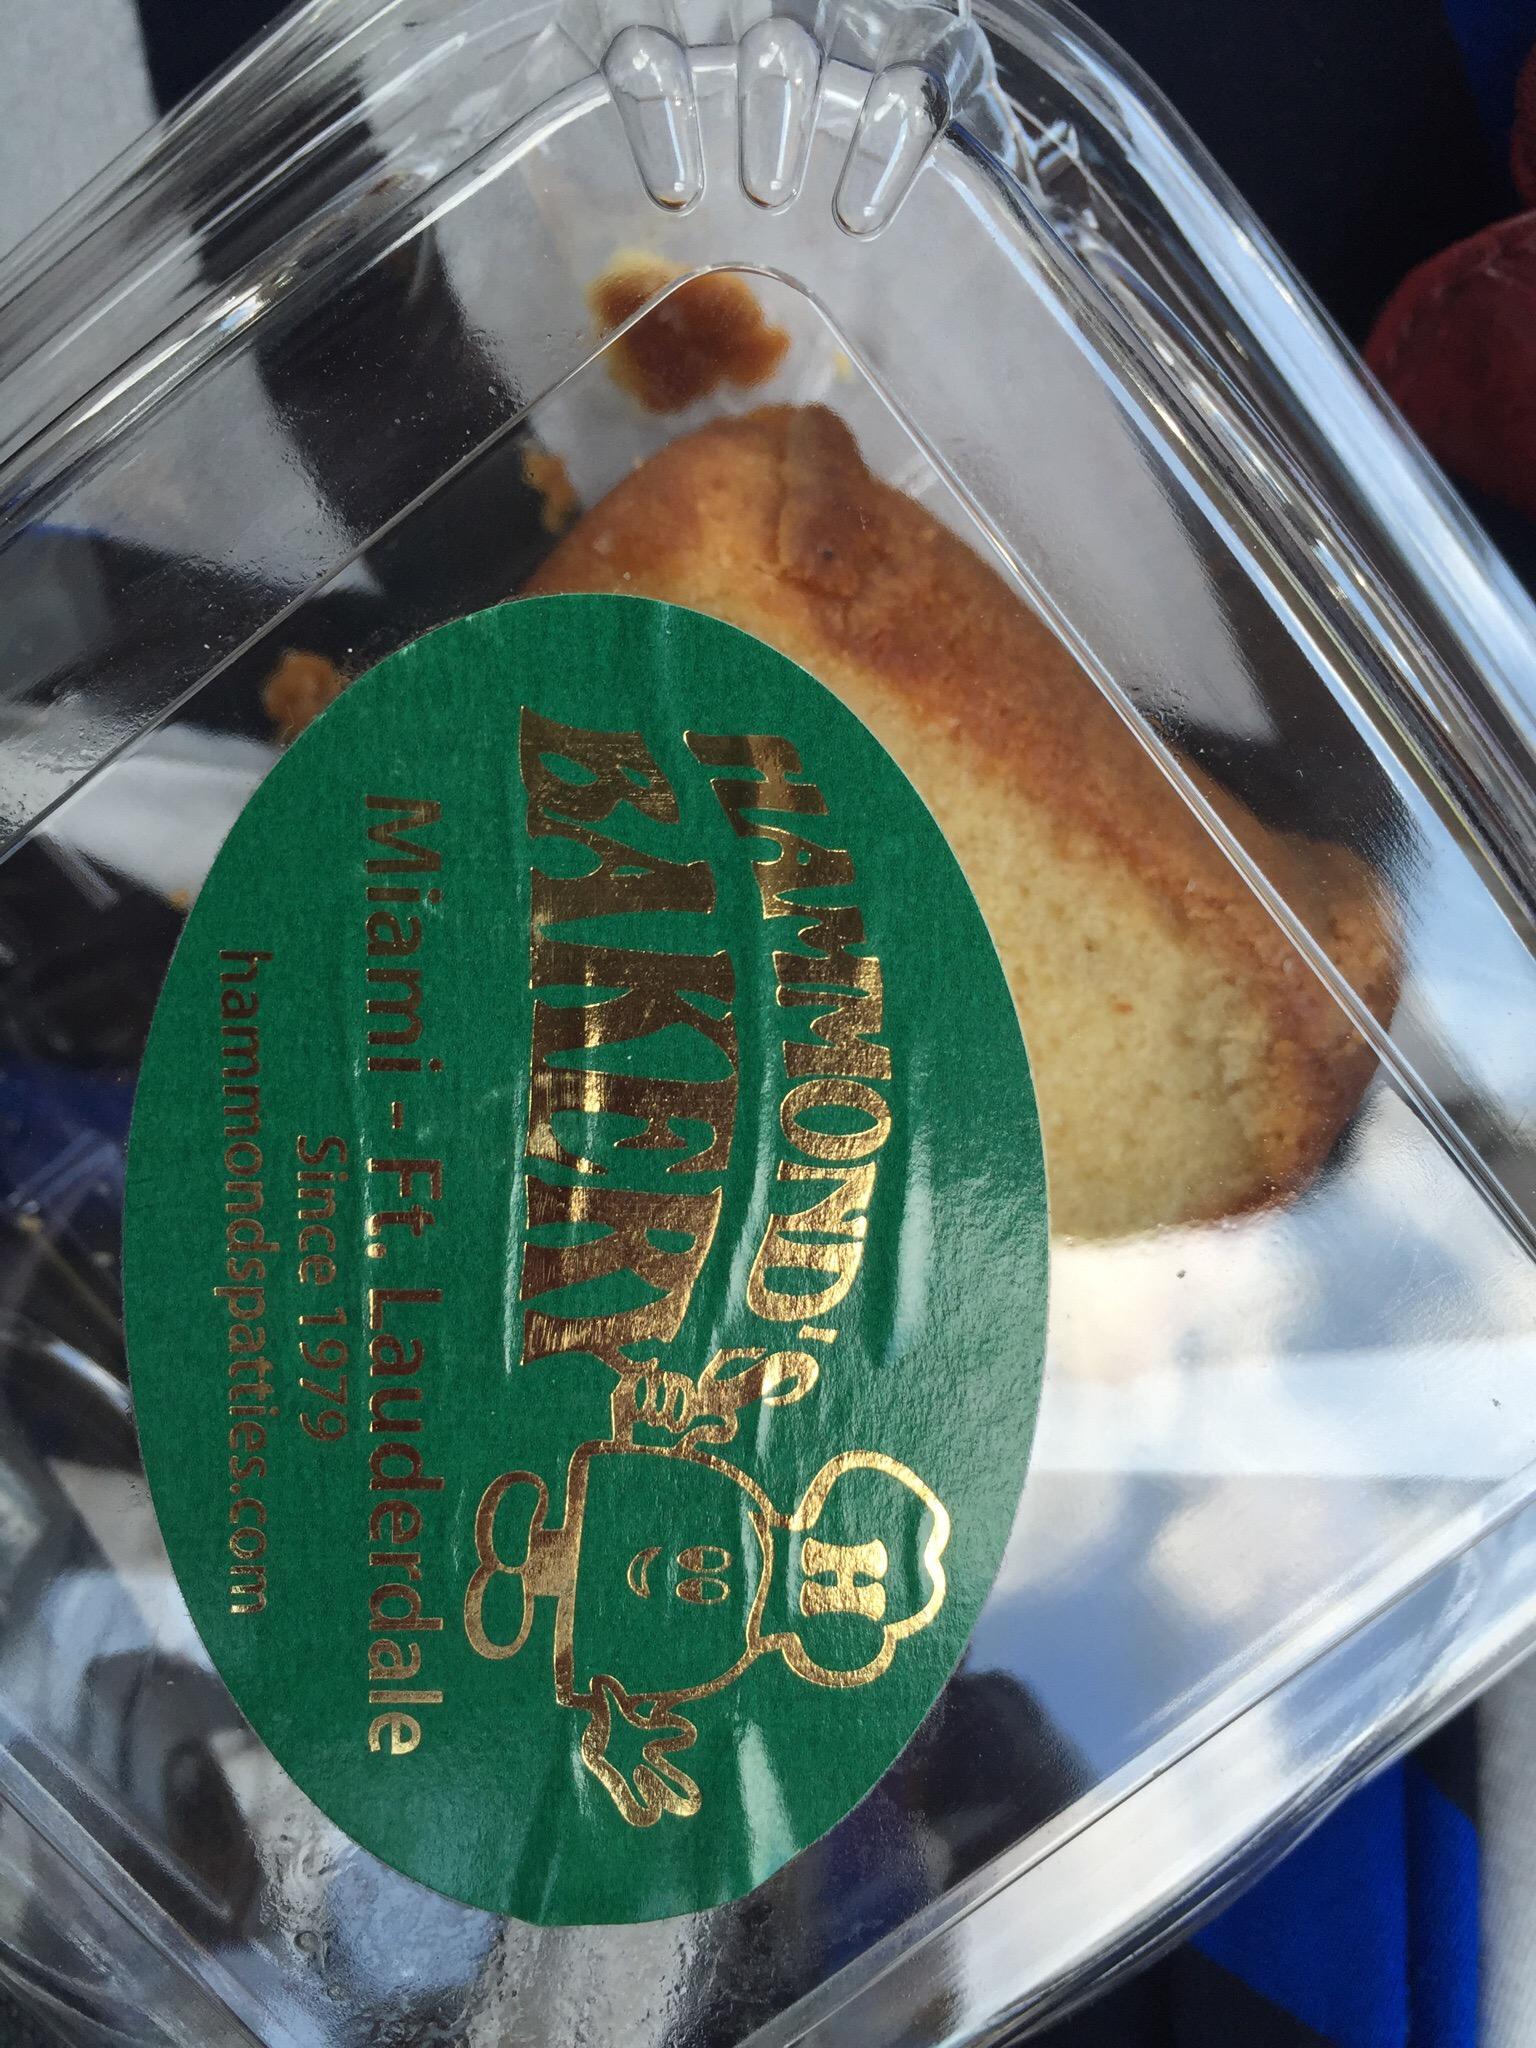 HAMMOND'S
BAKERY
H
Miami - Ft. Lauderdale
Since 1979
hammondspatties.com